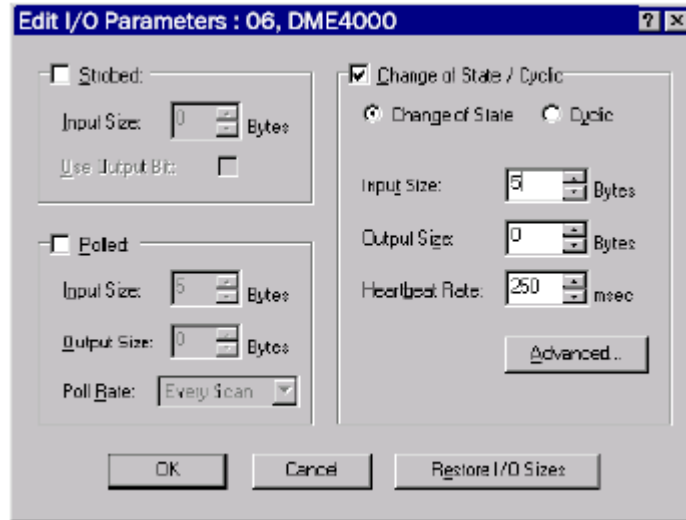 Edit I/O Parameters : 06, DME4000
Strobed:
Input Size: 0 Bytes
Use Output Bit:
Polled:
Input Size: 5 Bytes
Output Size: 0 Bytes
Poll Rate: Every Scan
Change of State / Cyclic
Change of State Cyclic
Input Size: 5 Bytes
Output Size: 0 Bytes
Heartbeat Rate: 250 msec
Advanced...
OK Cancel Restore I/O Sizes